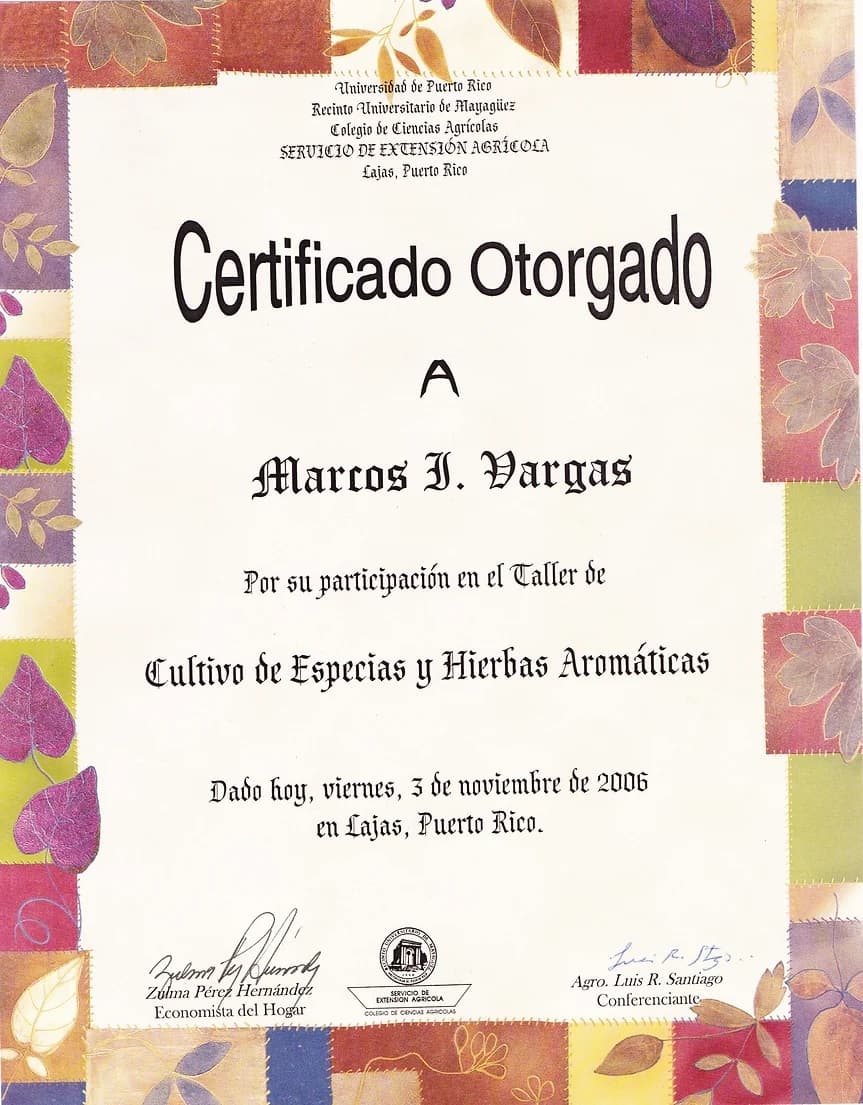 Universidad de Puerto Rico
Recinto Universitario de Mayagüez
Colegio de Ciencias Agrícolas
SERVICIO DE EXTENSIÓN AGRÍCOLA
Lajas, Puerto Rico
Certificado Otorgado
A
Marcos I. Vargas
Por su participación en el Taller de
Cultivo de Especias y Hierbas Aromáticas
Dado hoy, viernes, 3 de noviembre de 2006
en Lajas, Puerto Rico.
Zulma Pérez Hernández
Economista del Hogar
SERVICIO DE
EXTENSION AGRICOLA
COLEGIO DE CIENCIAS AGRICOLAS
Agro. Luis R. Santiago
Conferenciante